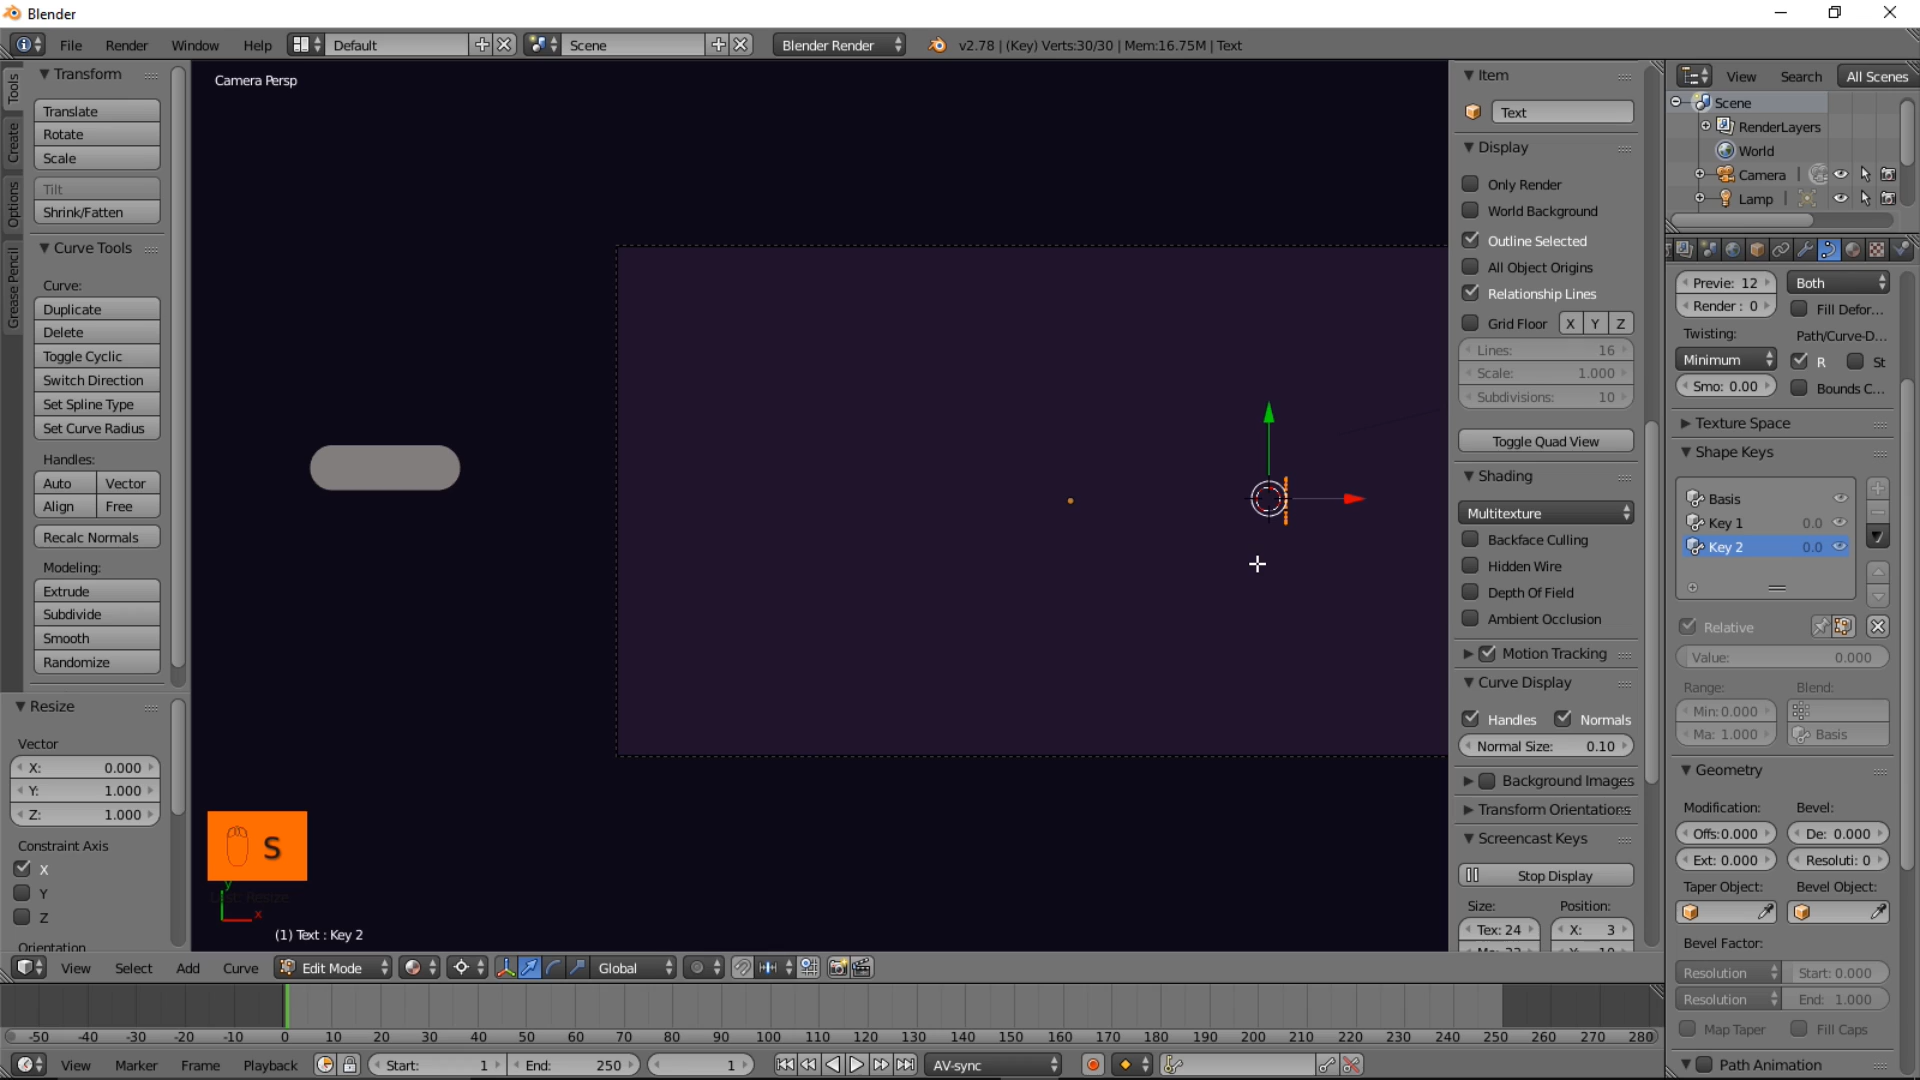 Blender
File Render Window Help Default Scene Blender Render v2.78 | (Key) Verts:30/30 | Mem:16.75M | Text
Tools
Create
Options
Grease Pencil
Transform
Translate
Rotate
Scale
Tilt
Shrink/Fatten
Curve Tools
Curve:
Duplicate
Delete
Toggle Cyclic
Switch Direction
Set Spline Type
Set Curve Radius
Handles:
Auto Vector
Align Free
Recalc Normals
Modeling:
Extrude
Subdivide
Smooth
Randomize
Resize
Vector
X: 0.000
Y: 1.000
Z: 1.000
Constraint Axis
X
Y
Z
Orientation
Camera Persp
S
Last: Resize
y
x
(1) Text : Key 2
Item
Text
Display
Only Render
World Background
Outline Selected
All Object Origins
Relationship Lines
Grid Floor X Y Z
Lines: 16
Scale: 1.000
Subdivisions: 10
Toggle Quad View
Shading
Multitexture
Backface Culling
Hidden Wire
Depth Of Field
Ambient Occlusion
Motion Tracking
Curve Display
Handles Normals
Normal Size: 0.10
Background Images
Transform Orientations
Screencast Keys
Stop Display
Size: Position:
Tex: 24 X: 3
View Search All Scenes
Scene
RenderLayers
World
Camera
Lamp
Previe: 12 Both
Render : 0 Fill Defor...
Twisting: Path/Curve-D...
Minimum R St
Smo: 0.00 Bounds C...
Texture Space
Shape Keys
Basis
Key 1 0.0
Key 2 0.0
Relative
Value: 0.000
Range: Blend:
Min: 0.000
Ma: 1.000 Basis
Geometry
Modification: Bevel:
Offs: 0.000 De: 0.000
Ext: 0.000 Resoluti: 0
Taper Object: Bevel Object:
Bevel Factor:
Resolution Start: 0.000
Resolution End: 1.000
Map Taper Fill Caps
Path Animation
View Select Add Curve Edit Mode Global
-50 -40 -30 -20 -10 0 10 20 30 40 50 60 70 80 90 100 110 120 130 140 150 160 170 180 190 200 210 220 230 240 250 260 270 280
View Marker Frame Playback Start: 1 End: 250 1 AV-sync